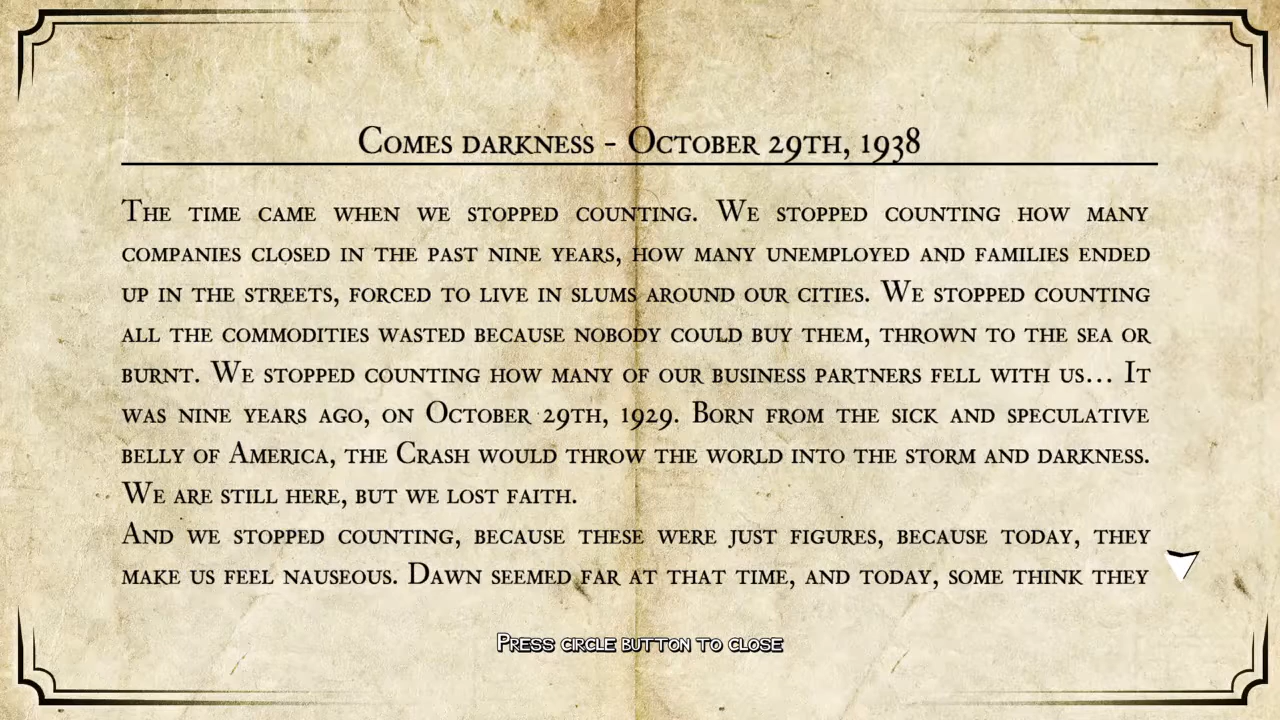 Comes darkness - October 29th, 1938
The time came when we stopped counting. We stopped counting how many
companies closed in the past nine years, how many unemployed and families ended
up in the streets, forced to live in slums around our cities. We stopped counting
all the commodities wasted because nobody could buy them, thrown to the sea or
burnt. We stopped counting how many of our business partners fell with us... It
was nine years ago, on October 29th, 1929. Born from the sick and speculative
belly of America, the Crash would throw the world into the storm and darkness.
We are still here, but we lost faith.
And we stopped counting, because these were just figures, because today, they
make us feel nauseous. Dawn seemed far at that time, and today, some think they
Press circle button to close